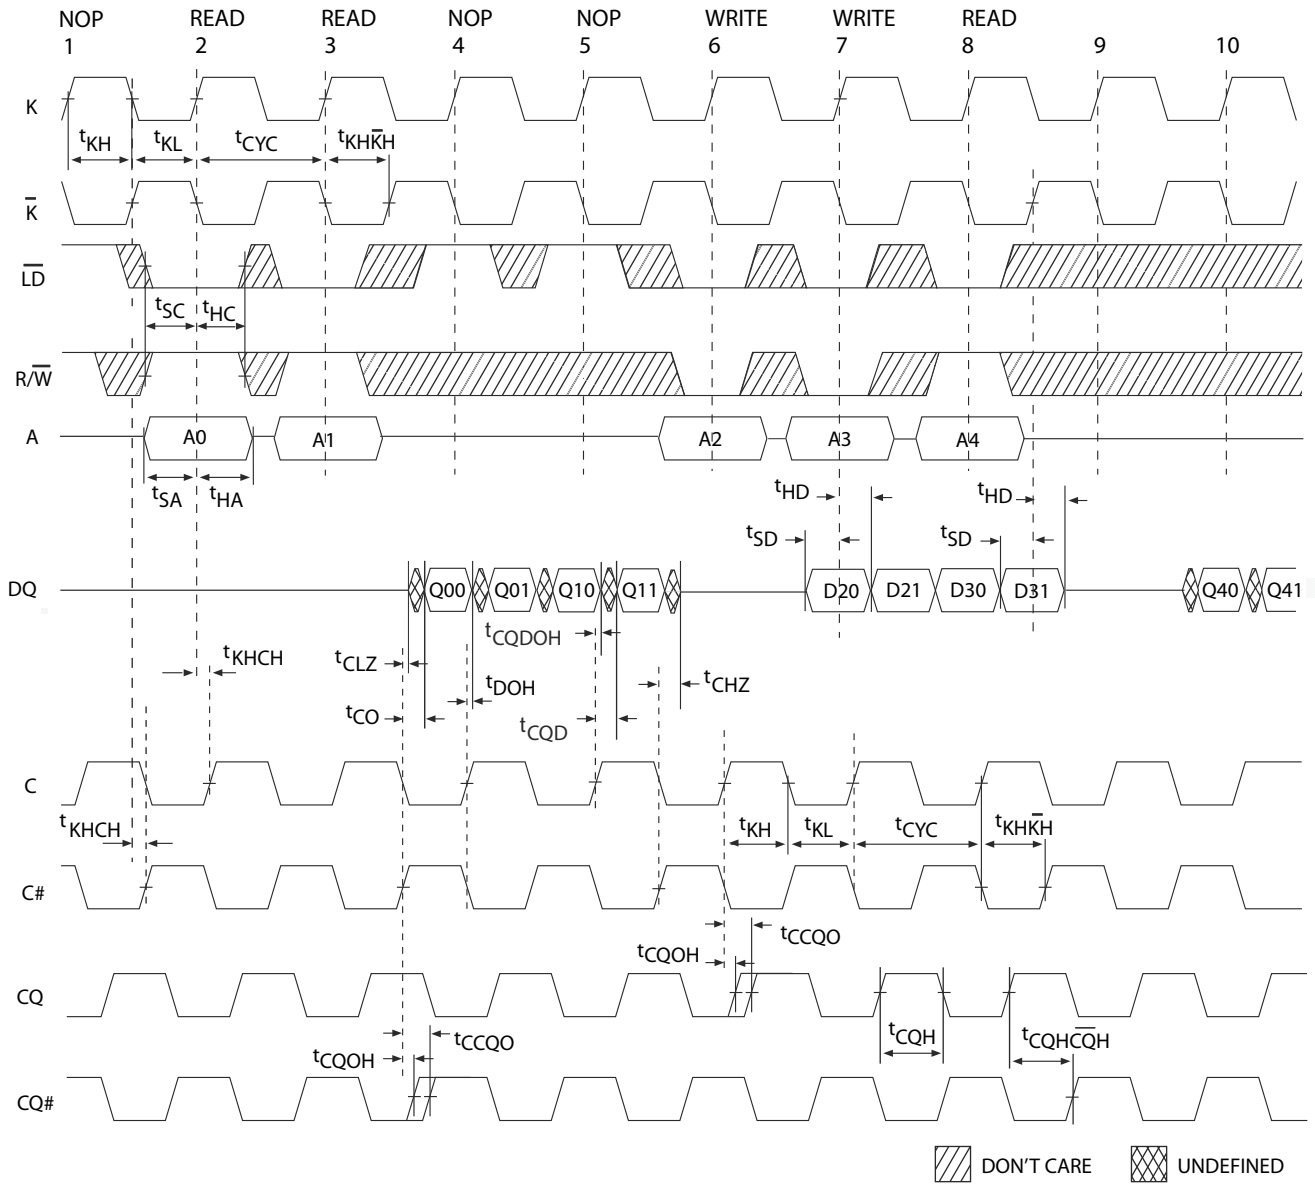 NOP READ READ NOP NOP WRITE WRITE READ
1 2 3 4 5 6 7 8 9 10
K
tKH tKL tCYC tKHK̅H
K̅
L̅D̅
tSC tHC
R/W̅
A A0 A1 A2 A3 A4
tSA tHA tHD tHD
tSD tSD
DQ Q00 Q01 Q10 Q11 D20 D21 D30 D31 Q40 Q41
tCQDOH
tKHCH tCLZ tDOH tCHZ
tCO tCQD
C
tKHCH tKH tKL tCYC tKHK̅H
C#
tCCQO
tCQOH
CQ
tCCQO tCQH tCQHC̅Q̅H
tCQOH
CQ#
DON'T CARE UNDEFINED